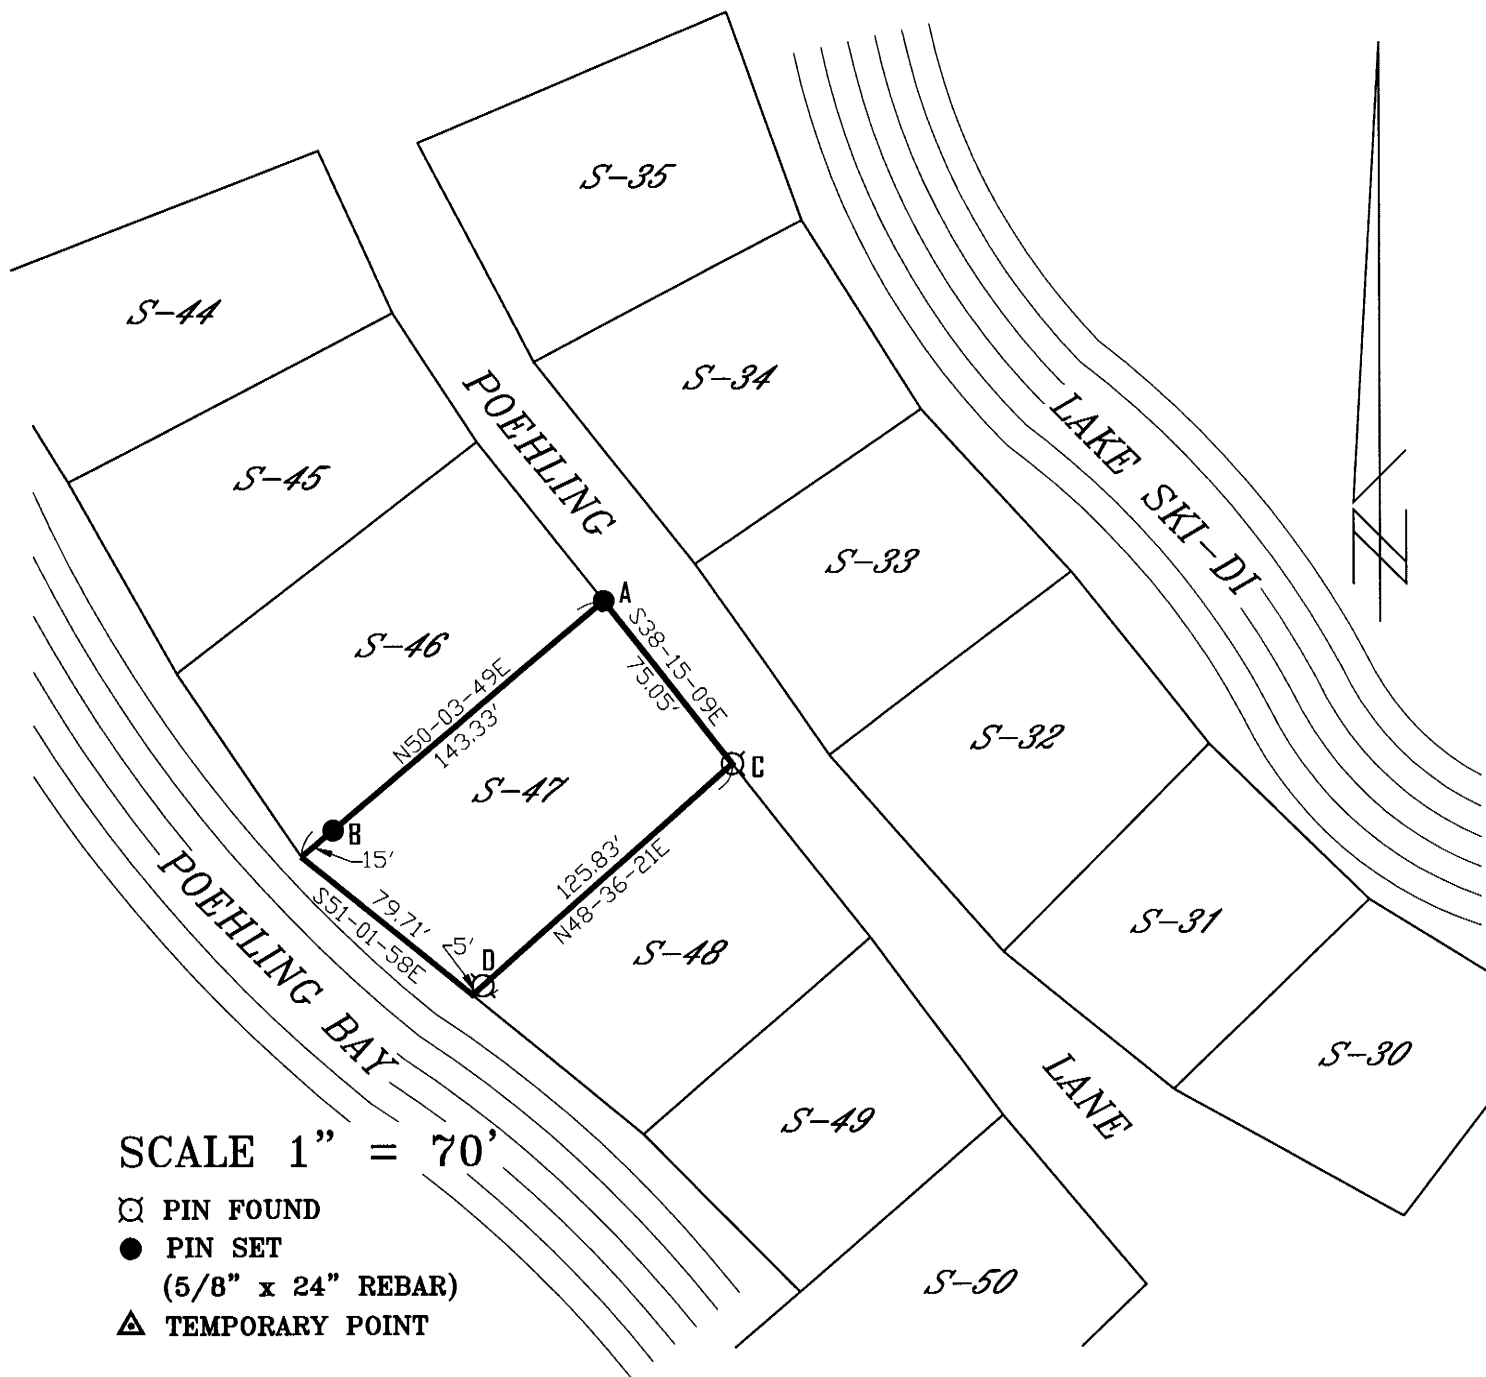 S-35
S-44
S-34
S-45
POEHLING
LAKE SKI-DI
S-33
A
S38-15-09E
75.05'
S-46
N50-03-49E
143.33'
N
S-32
C
S-47
B
15'
125.83'
N48-36-21E
79.71'
S51-01-58E
S-31
25'
D
S-48
POEHLING BAY
S-30
LANE
S-49
S-50
SCALE 1" = 70'
PIN FOUND
PIN SET
(5/8" x 24" REBAR)
TEMPORARY POINT